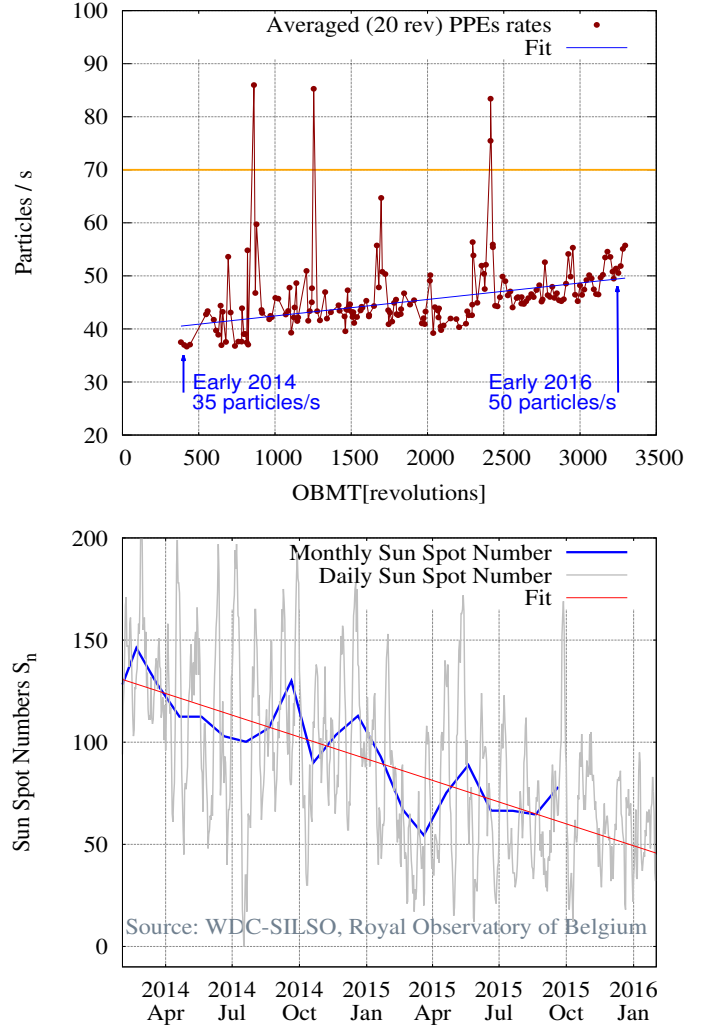 Averaged (20 rev) PPEs rates
Fit
100
90
80
70
60
50
40
30
20
Particles / s
Early 2014
35 particles/s
Early 2016
50 particles/s
0 500 1000 1500 2000 2500 3000 3500
OBMT[revolutions]
Monthly Sun Spot Number
Daily Sun Spot Number
Fit
200
150
100
50
0
Sun Spot Numbers S_n
Source: WDC-SILSO, Royal Observatory of Belgium
2014 2014 2014 2015 2015 2015 2015 2016
Apr Jul Oct Jan Apr Jul Oct Jan